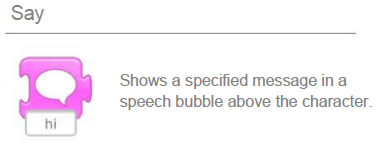 Say
Shows a specified message in a
speech bubble above the character.
hi